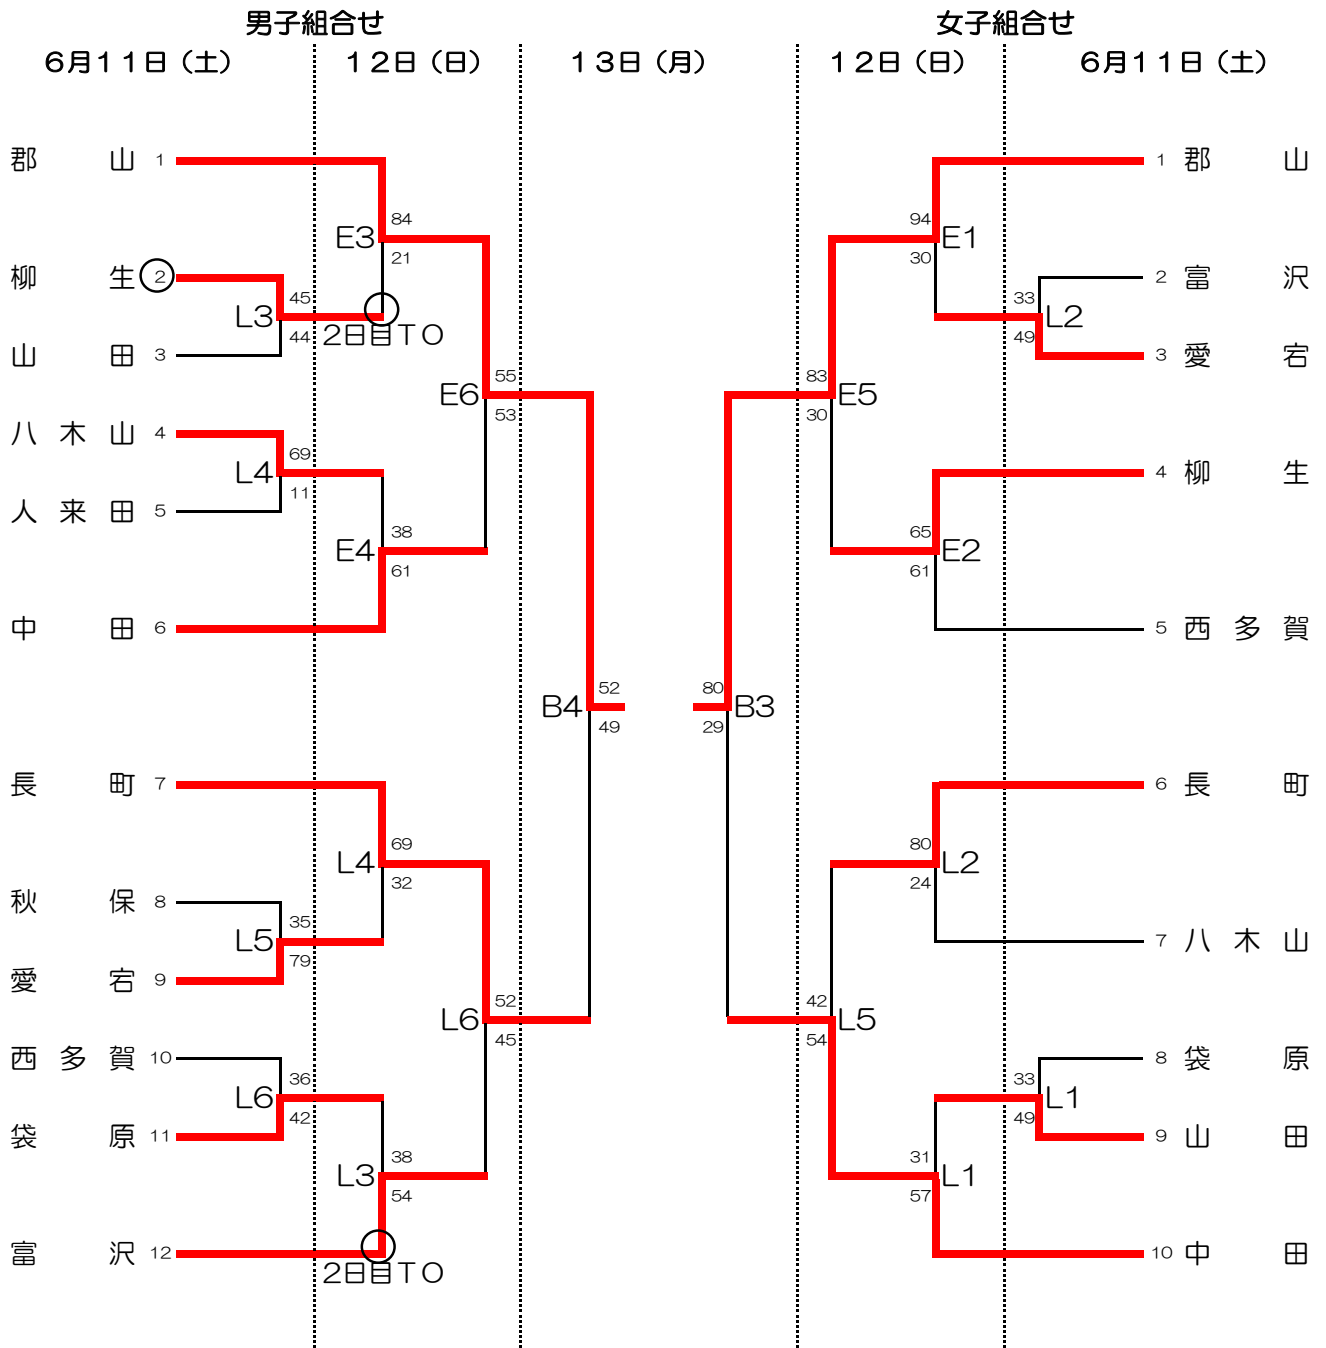 男子組合せ 女子組合せ
６月１１日（土） １２日（日） １３日（月） １２日（日） ６月１１日（土）
郡山 1 1 郡山
84 94
E3 E1
21 30
柳生 2 2 富沢
45 33
L3 L2
44 2日目TO 49
山田 3 3 愛宕
55 83
E6 E5
53 30
八木山 4 4 柳生
69
L4
11
人来田 5
38 65
E4 E2
61 61
中田 6 5 西多賀
52 80
B4 B3
49 29
長町 7 6 長町
69 80
L4 L2
32 24
秋保 8
35
L5 7 八木山
79
愛宕 9
52 42
L6 L5
45 54
西多賀 10 8 袋原
36 33
L6 L1
42 49
袋原 11 9 山田
38 31
L3 L1
54 57
富沢 12 10 中田
2日目TO